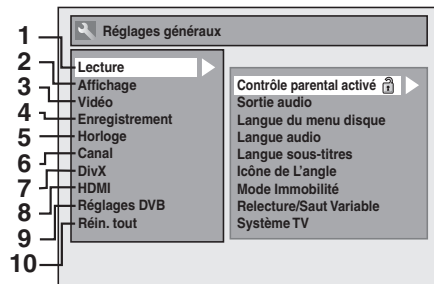 Réglages généraux
1 Lecture
2 Affichage
3 Vidéo
4 Enregistrement
5 Horloge
6 Canal
7 DivX
8 HDMI
9 Réglages DVB
10 Réin. tout
Contrôle parental activé
Sortie audio
Langue du menu disque
Langue audio
Langue sous-titres
Icône de L'angle
Mode Immobilité
Relecture/Saut Variable
Système TV